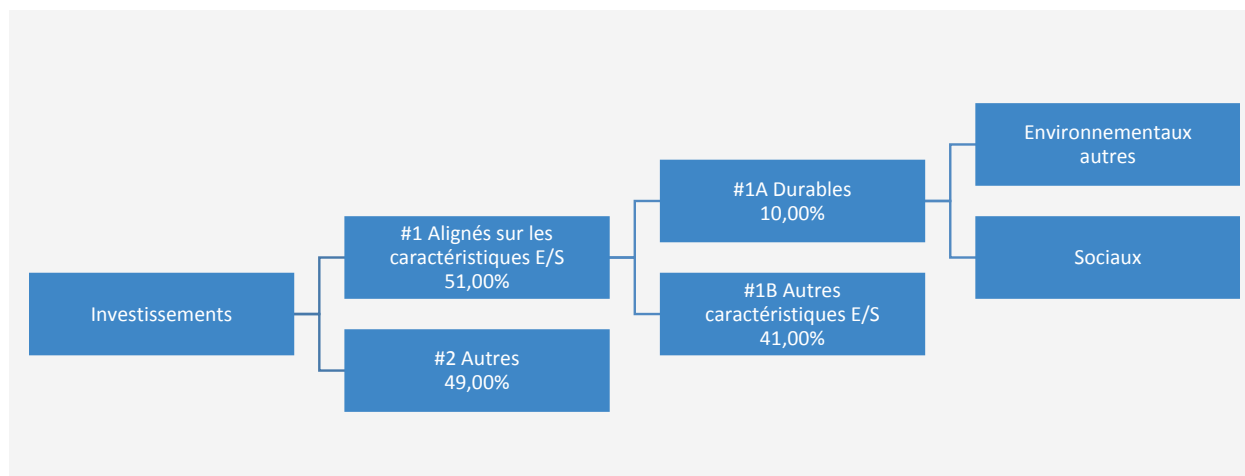 Investissements
#1 Alignés sur les
caractéristiques E/S
51,00%
#2 Autres
49,00%
#1A Durables
10,00%
#1B Autres
caractéristiques E/S
41,00%
Environnementaux
autres
Sociaux